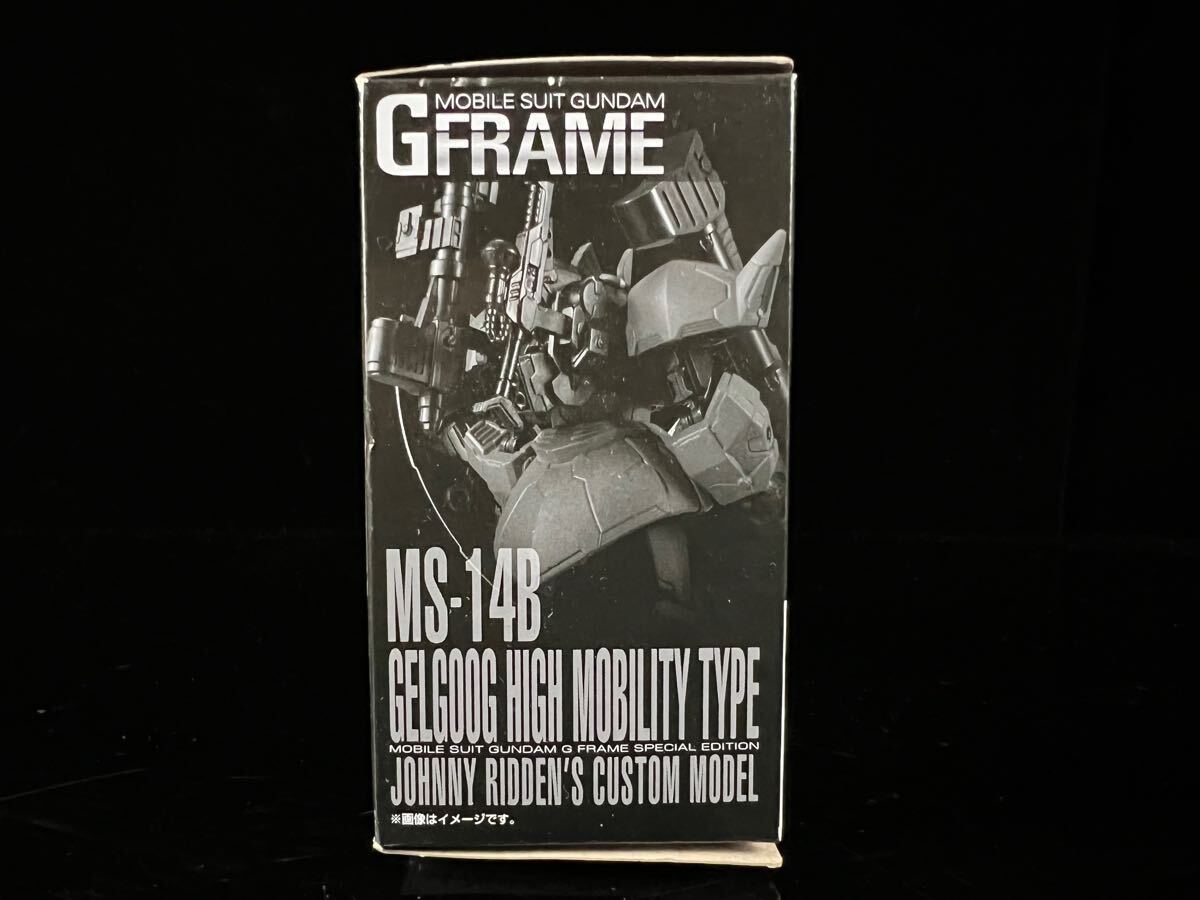 MOBILE SUIT GUNDAM
GFRAME
MS-14B
GELGOOG HIGH MOBILITY TYPE
MOBILE SUIT GUNDAM G FRAME SPECIAL EDITION
JOHNNY RIDDEN'S CUSTOM MODEL
※画像はイメージです。